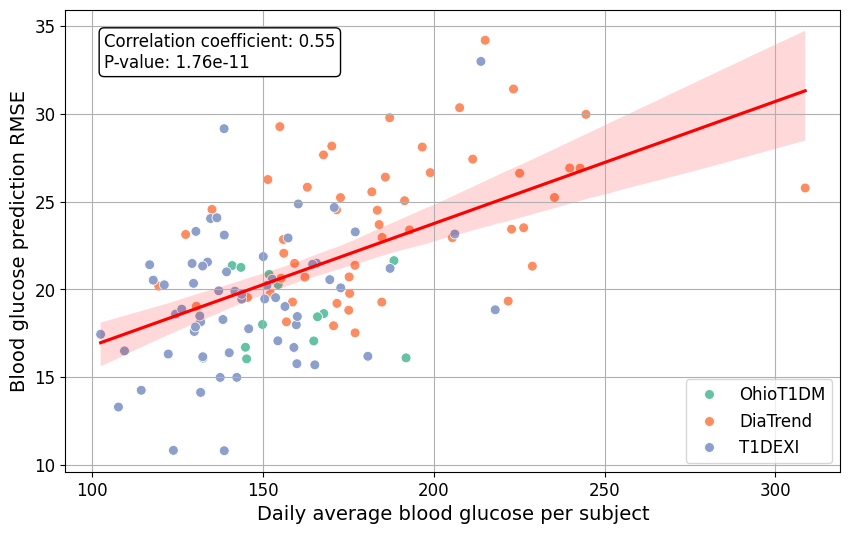 Correlation coefficient: 0.55
P-value: 1.76e-11
Blood glucose prediction RMSE
35
30
25
20
15
10
OhioT1DM
DiaTrend
T1DEXI
100 150 200 250 300
Daily average blood glucose per subject